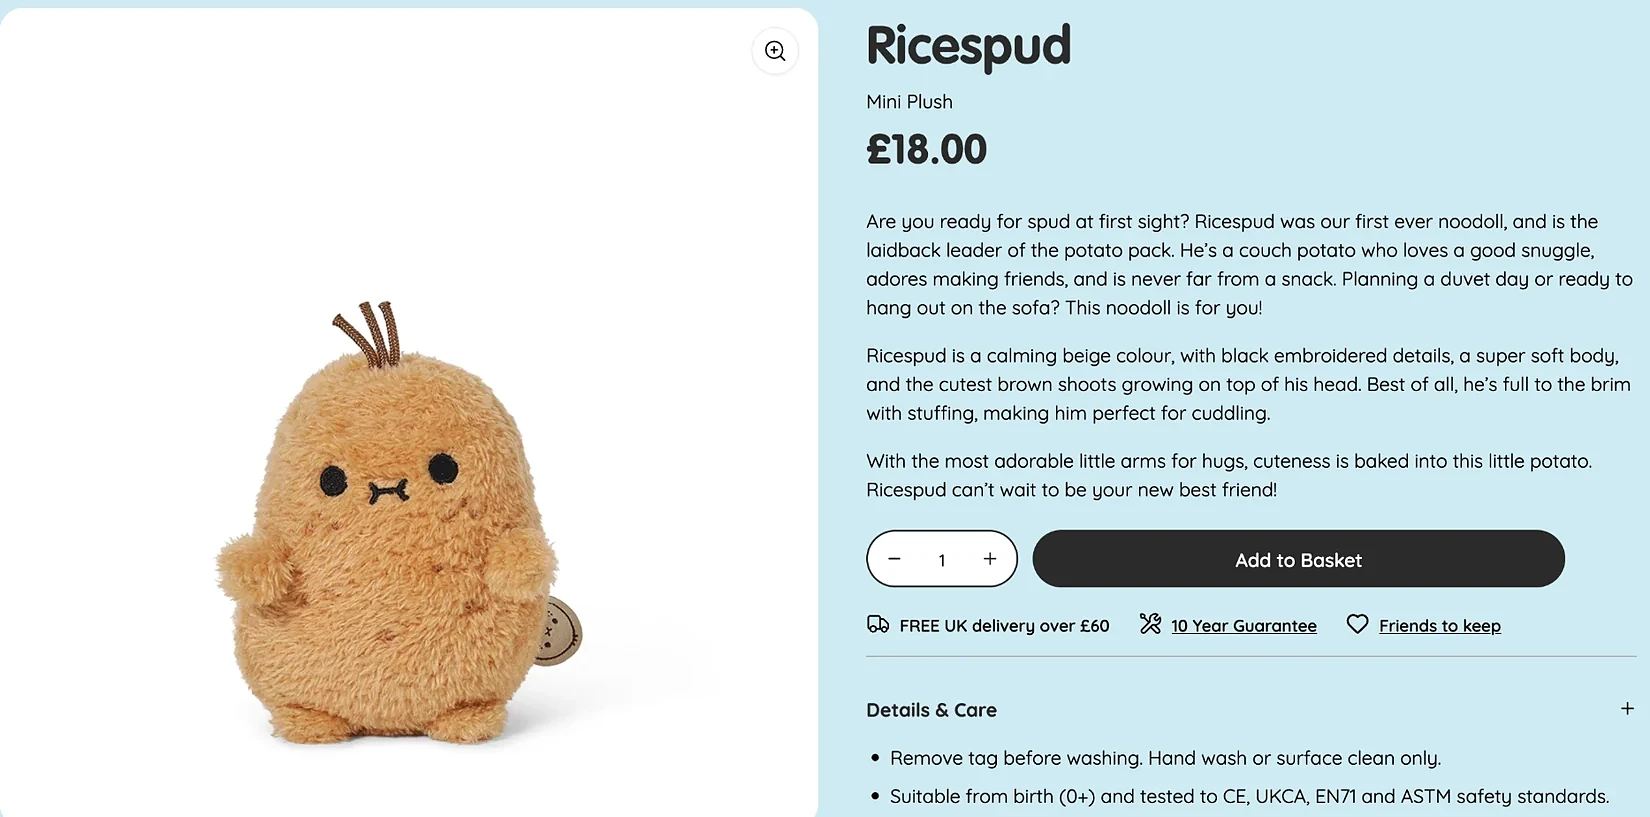 Ricespud
Mini Plush
£18.00
Are you ready for spud at first sight? Ricespud was our first ever noodoll, and is the
laidback leader of the potato pack. He’s a couch potato who loves a good snuggle,
adores making friends, and is never far from a snack. Planning a duvet day or ready to
hang out on the sofa? This noodoll is for you!
Ricespud is a calming beige colour, with black embroidered details, a super soft body,
and the cutest brown shoots growing on top of his head. Best of all, he’s full to the brim
with stuffing, making him perfect for cuddling.
With the most adorable little arms for hugs, cuteness is baked into this little potato.
Ricespud can’t wait to be your new best friend!
− 1 +
Add to Basket
FREE UK delivery over £60
10 Year Guarantee
Friends to keep
Details & Care +
• Remove tag before washing. Hand wash or surface clean only.
• Suitable from birth (0+) and tested to CE, UKCA, EN71 and ASTM safety standards.